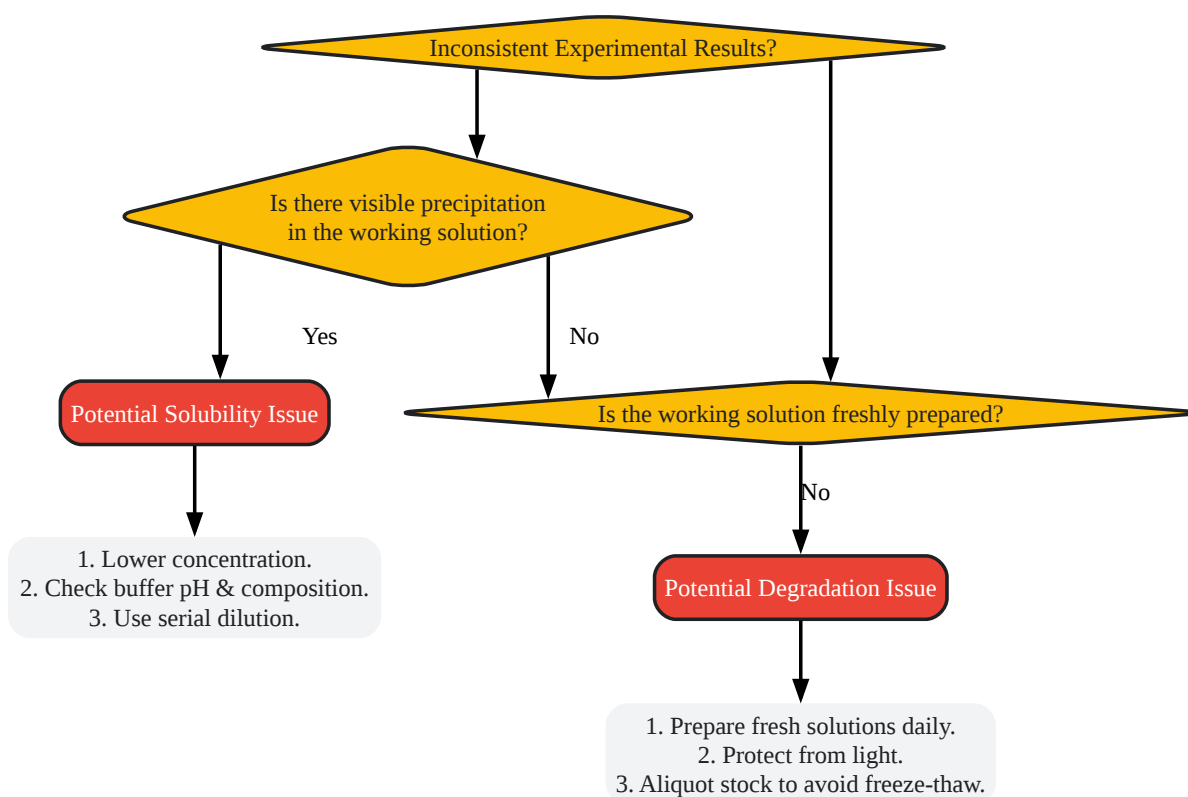 Inconsistent Experimental Results?
Is there visible precipitation
in the working solution?
Yes
No
Potential Solubility Issue
Is the working solution freshly prepared?
No
1. Lower concentration.
2. Check buffer pH & composition.
3. Use serial dilution.
Potential Degradation Issue
1. Prepare fresh solutions daily.
2. Protect from light.
3. Aliquot stock to avoid freeze-thaw.